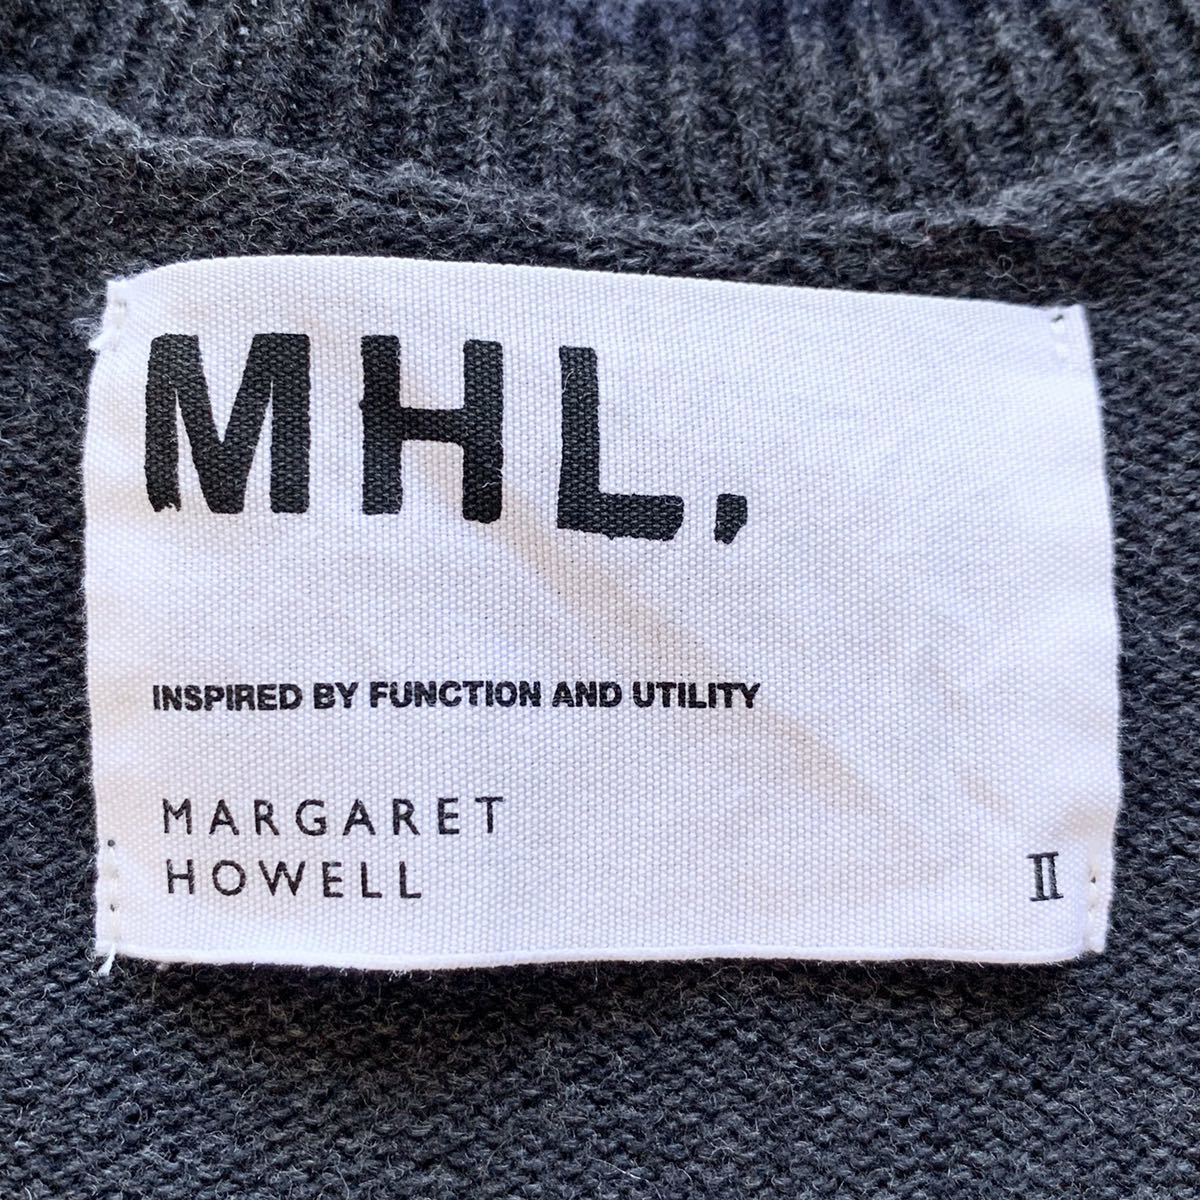 MHL,
INSPIRED BY FUNCTION AND UTILITY
MARGARET
HOWELL
II